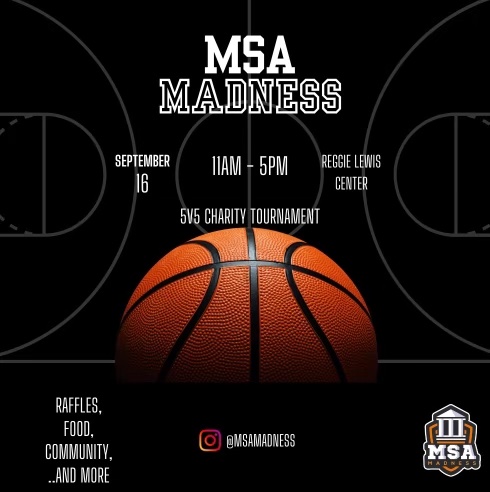 MSA
MADNESS
SEPTEMBER
16
11AM - 5PM
REGGIE LEWIS
CENTER
5V5 CHARITY TOURNAMENT
RAFFLES,
FOOD,
COMMUNITY,
..AND MORE
@MSAMADNESS
MSA
MADNESS